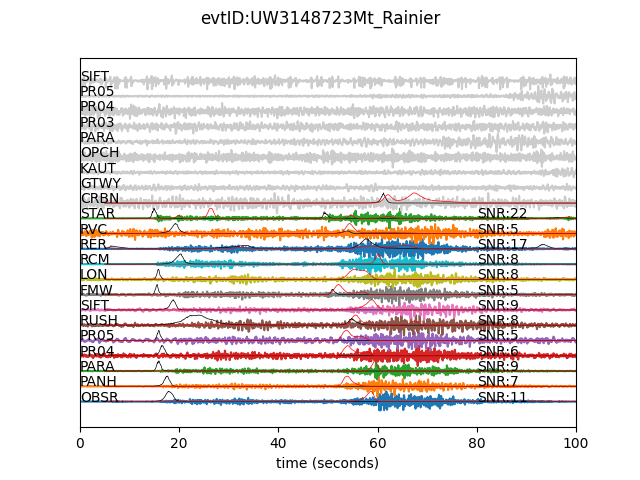 evtID:UW3148723Mt_Rainier
SIFT
PR05
PR04
PR03
PARA
OPCH
KAUT
GTWY
CRBN
STAR SNR:22
RVC SNR:5
RER SNR:17
RCM SNR:8
LON SNR:8
FMW SNR:5
SIFT SNR:9
RUSH SNR:8
PR05 SNR:5
PR04 SNR:6
PARA SNR:9
PANH SNR:7
OBSR SNR:11
0 20 40 60 80 100
time (seconds)